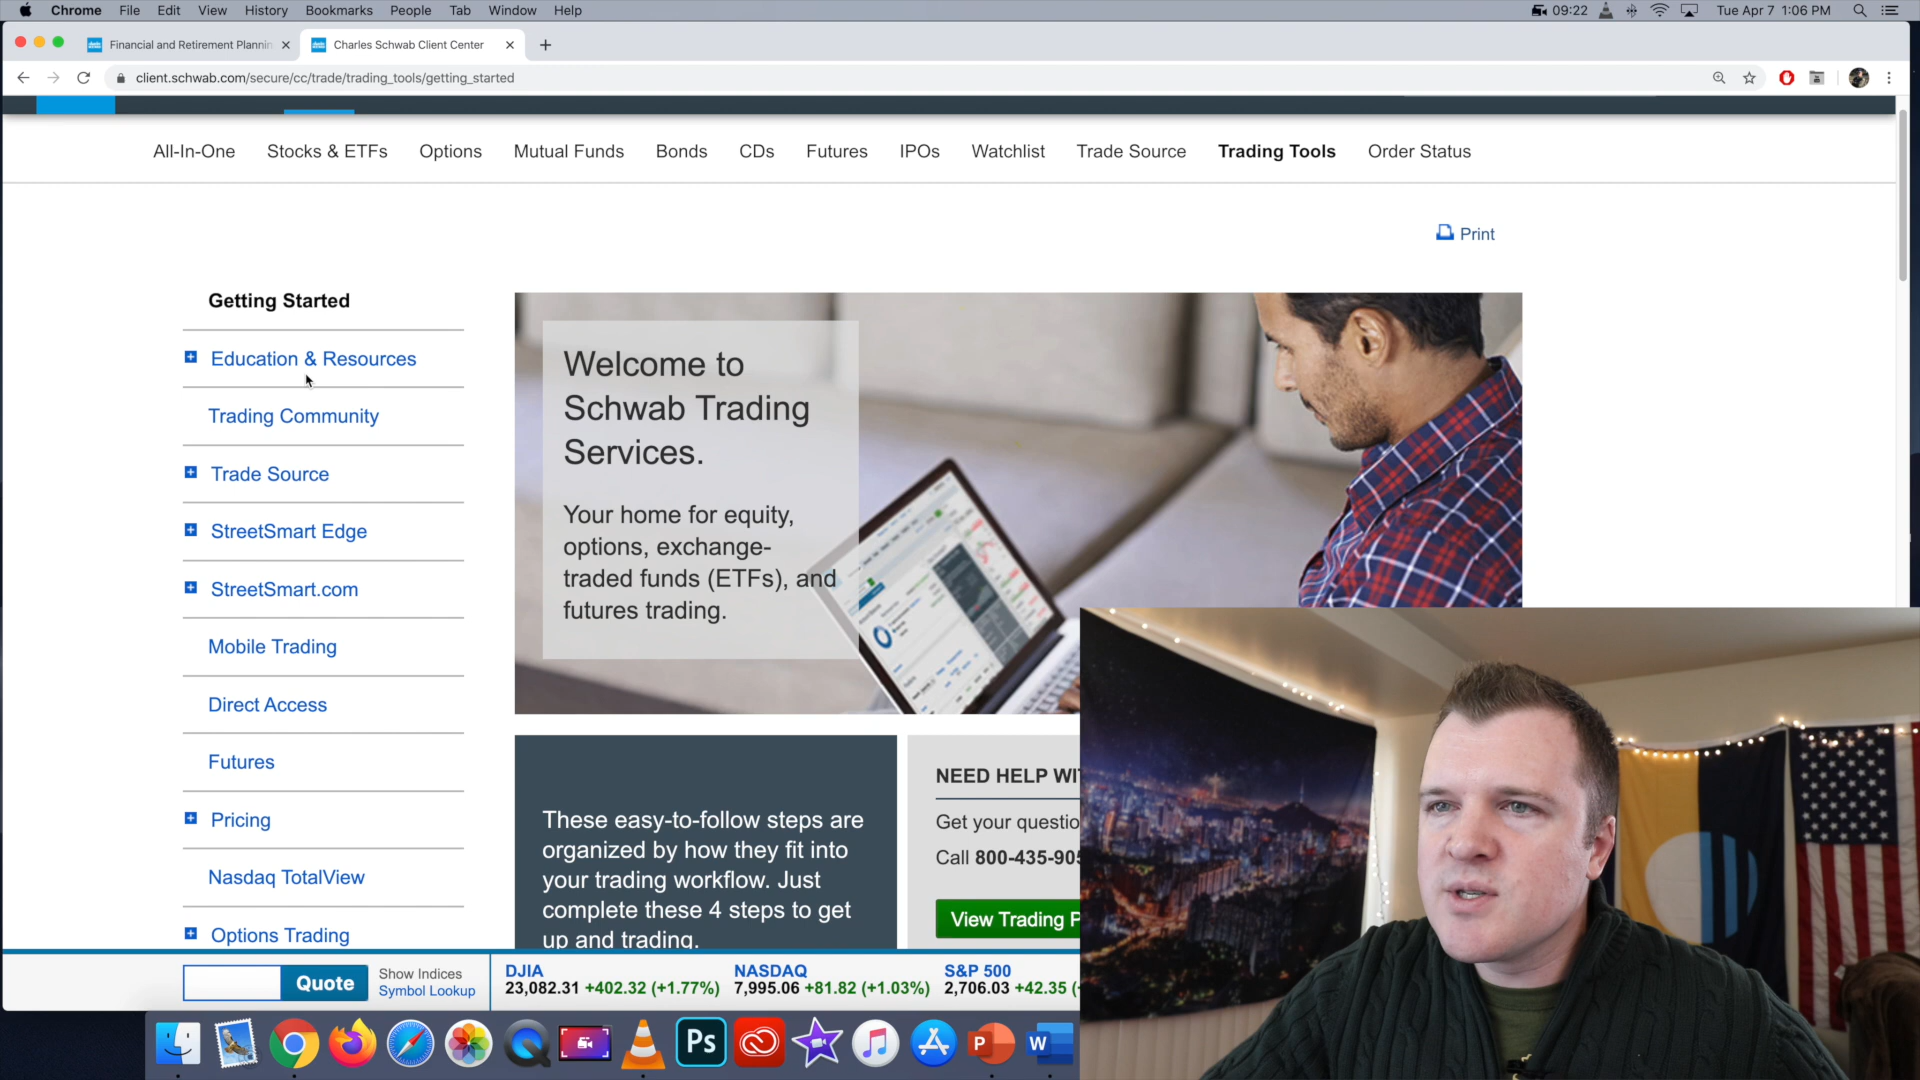 Chrome File Edit View History Bookmarks People Tab Window Help 09:22 Tue Apr 7 1:06 PM
Financial and Retirement Plannin Charles Schwab Client Center
client.schwab.com/secure/cc/trade/trading_tools/getting_started
All-In-One Stocks & ETFs Options Mutual Funds Bonds CDs Futures IPOs Watchlist Trade Source Trading Tools Order Status
Print
Getting Started
Education & Resources
Trading Community
Trade Source
StreetSmart Edge
StreetSmart.com
Mobile Trading
Direct Access
Futures
Pricing
Nasdaq TotalView
Options Trading
Welcome to
Schwab Trading
Services.
Your home for equity,
options, exchange-
traded funds (ETFs), and
futures trading.
These easy-to-follow steps are
organized by how they fit into
your trading workflow. Just
complete these 4 steps to get
up and trading.
NEED HELP WI
Get your questio
Call 800-435-905
View Trading P
Quote
Show Indices
Symbol Lookup
DJIA
23,082.31 +402.32 (+1.77%)
NASDAQ
7,995.06 +81.82 (+1.03%)
S&P 500
2,706.03 +42.35 (
Ps
P
W